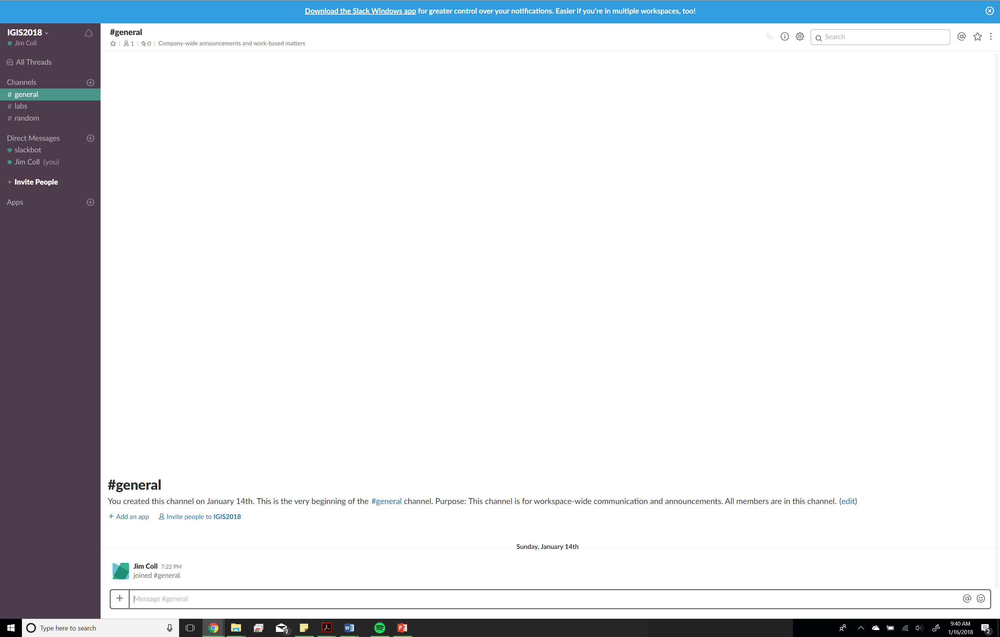 Download the Slack Windows app for greater control over your notifications. Easier if you’re in multiple workspaces, too!
IGIS2018
Jim Coll
All Threads
Channels
# general
# labs
# random
Direct Messages
slackbot
Jim Coll (you)
+ Invite People
Apps
#general
1 | 0 | Company-wide announcements and work-based matters
Search
#general
You created this channel on January 14th. This is the very beginning of the #general channel. Purpose: This channel is for workspace-wide communication and announcements. All members are in this channel. (edit)
+ Add an app Invite people to IGIS2018
Sunday, January 14th
Jim Coll 7:22 PM
joined #general.
+ Message #general
Type here to search
2
9:40 AM
1/16/2018
2